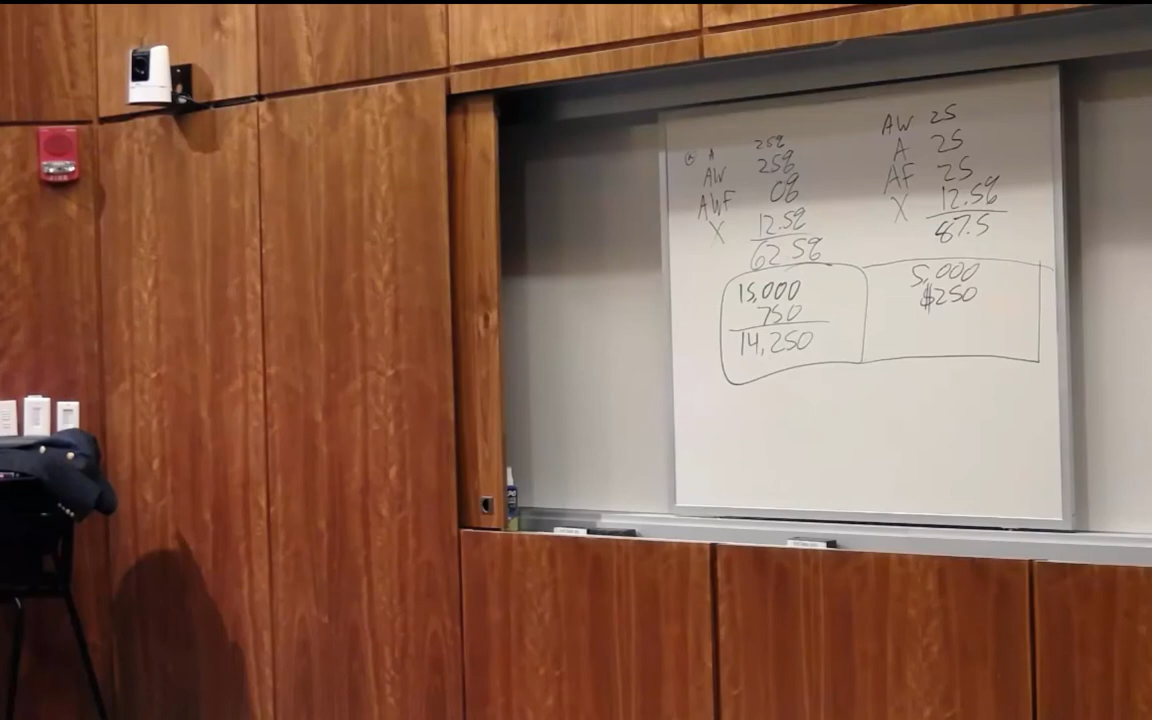 A 25¢
AW 25¢
AWF 0¢
X 12.5¢
62.5¢
15,000
750
14,250
AW 25
A 25
AF 25
X 12.5¢
87.5
5,000
$250